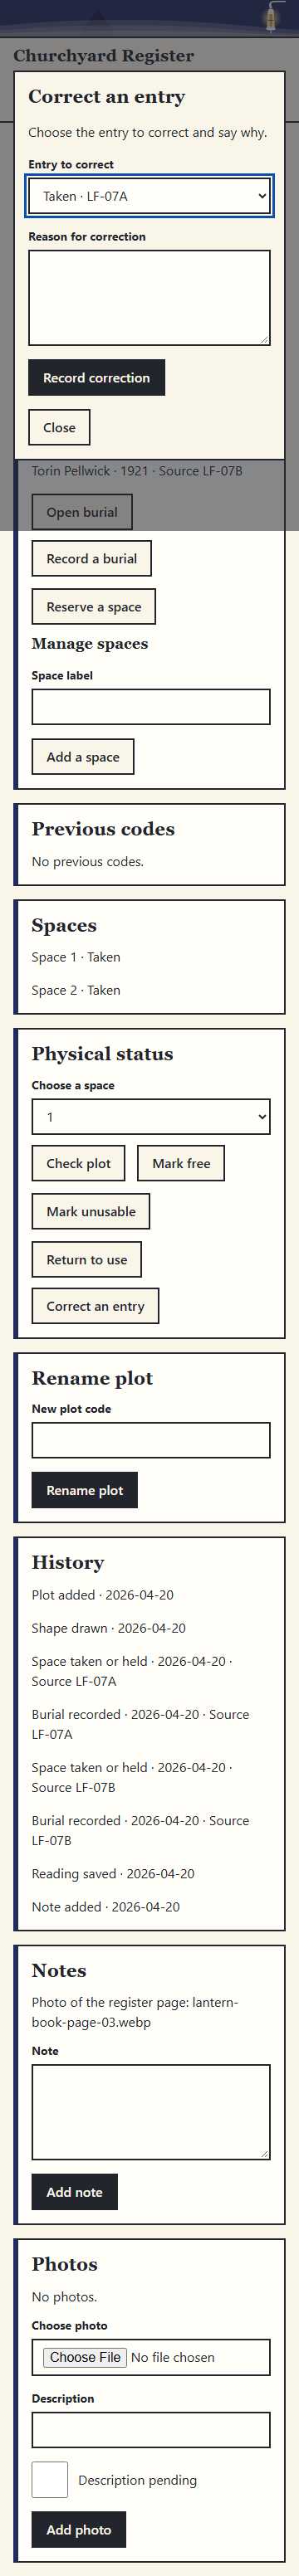 Churchyard Register
Correct an entry
Choose the entry to correct and say why.
Entry to correct
Taken · LF-07A
Reason for correction
Record correction
Close
Torin Pellwick · 1921 · Source LF-07B
Open burial
Record a burial
Reserve a space
Manage spaces
Space label
Add a space
Previous codes
No previous codes.
Spaces
Space 1 · Taken
Space 2 · Taken
Physical status
Choose a space
1
Check plot
Mark free
Mark unusable
Return to use
Correct an entry
Rename plot
New plot code
Rename plot
History
Plot added · 2026-04-20
Shape drawn · 2026-04-20
Space taken or held · 2026-04-20 ·
Source LF-07A
Burial recorded · 2026-04-20 · Source
LF-07A
Space taken or held · 2026-04-20 ·
Source LF-07B
Burial recorded · 2026-04-20 · Source
LF-07B
Reading saved · 2026-04-20
Note added · 2026-04-20
Notes
Photo of the register page: lantern-
book-page-03.webp
Note
Add note
Photos
No photos.
Choose photo
Choose File No file chosen
Description
Description pending
Add photo